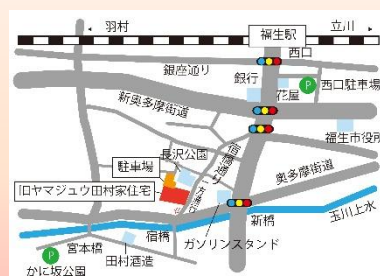 ← 羽村
立川 →
福生駅
西口
銀座通り
銀行
花屋
P
西口駐車場
新奥多摩街道
福生市役所
宿橋通り
長沢公園
駐車場
旧ヤマジュウ田村家住宅
奥多摩街道
新橋
玉川上水
ガソリンスタンド
宿橋
宮本橋
田村酒造
P
かに坂公園